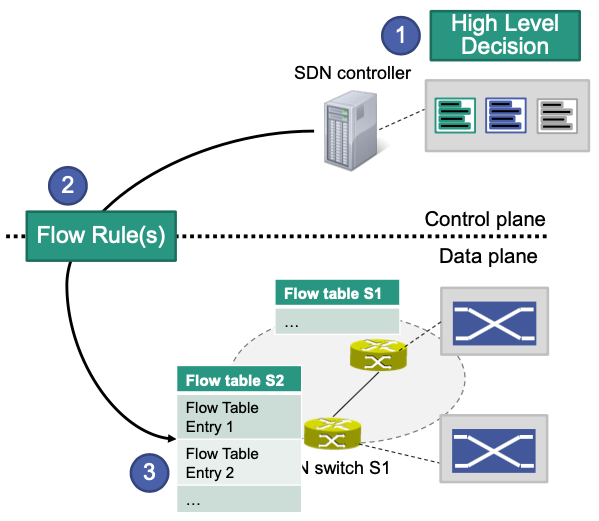 1
High Level
Decision
SDN controller
2
Flow Rule(s)
Control plane
Data plane
Flow table S1
...
Flow table S2
Flow Table
Entry 1
Flow Table
Entry 2
...
3
N switch S1